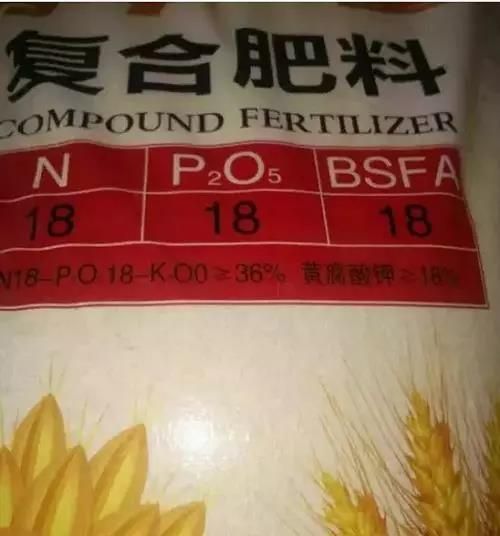 复合肥料
COMPOUND FERTILIZER
N P₂O₅ BSFA
18 18 18
N18-P.O.18-K.O0≥36% 黄腐酸钾≥18%